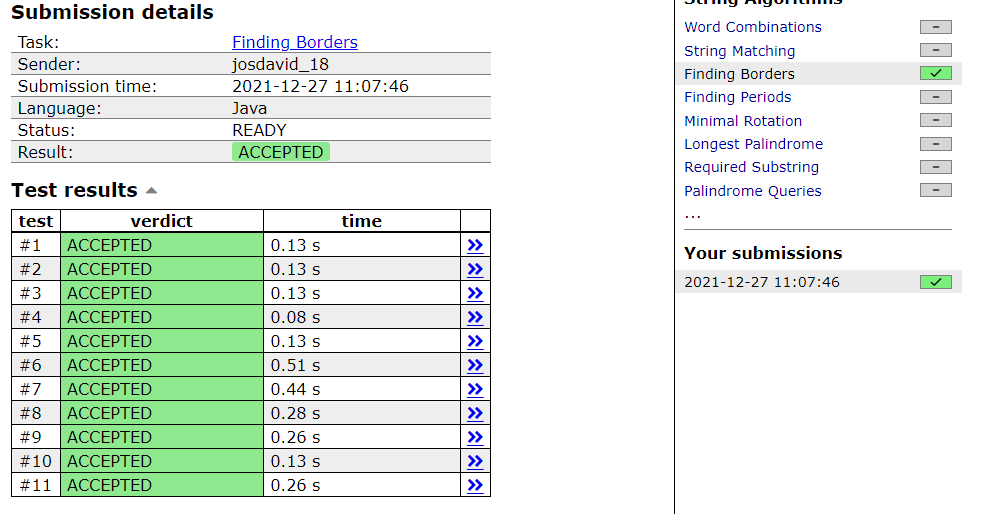 Submission details
Task: Finding Borders
Sender: josdavid_18
Submission time: 2021-12-27 11:07:46
Language: Java
Status: READY
Result: ACCEPTED
Test results
test verdict time
#1 ACCEPTED 0.13 s
#2 ACCEPTED 0.13 s
#3 ACCEPTED 0.13 s
#4 ACCEPTED 0.08 s
#5 ACCEPTED 0.13 s
#6 ACCEPTED 0.51 s
#7 ACCEPTED 0.44 s
#8 ACCEPTED 0.28 s
#9 ACCEPTED 0.26 s
#10 ACCEPTED 0.13 s
#11 ACCEPTED 0.26 s
String Algorithms
Word Combinations
String Matching
Finding Borders
Finding Periods
Minimal Rotation
Longest Palindrome
Required Substring
Palindrome Queries
...
Your submissions
2021-12-27 11:07:46